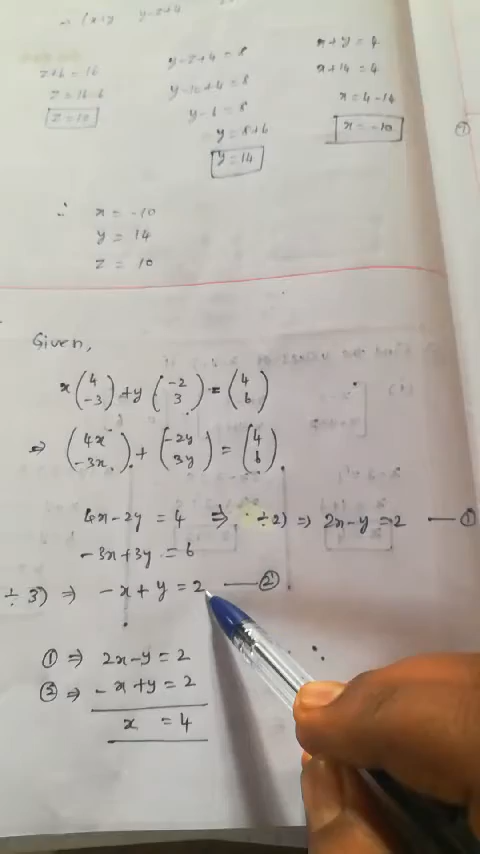 ∴ (x+y   y-z+4
z+6 = 16
z = 16-6
z = 10
y-z+4 = 8
y-10+4 = 8
y-6 = 8
y = 8+6
y = 14
x+y = 4
x+14 = 4
x = 4-14
x = -10
∴ x = -10
y = 14
z = 10
Given,
x(4 -3) + y(-2 3) = (4 6)
⇒ (4x -3x) + (-2y 3y) = (4 6)
4x-2y = 4 ⇒ ÷2) ⇒ 2x-y = 2 — ①
-3x+3y = 6
÷3) ⇒ -x+y = 2 — ②
① ⇒ 2x-y = 2
② ⇒ -x+y = 2
x = 4